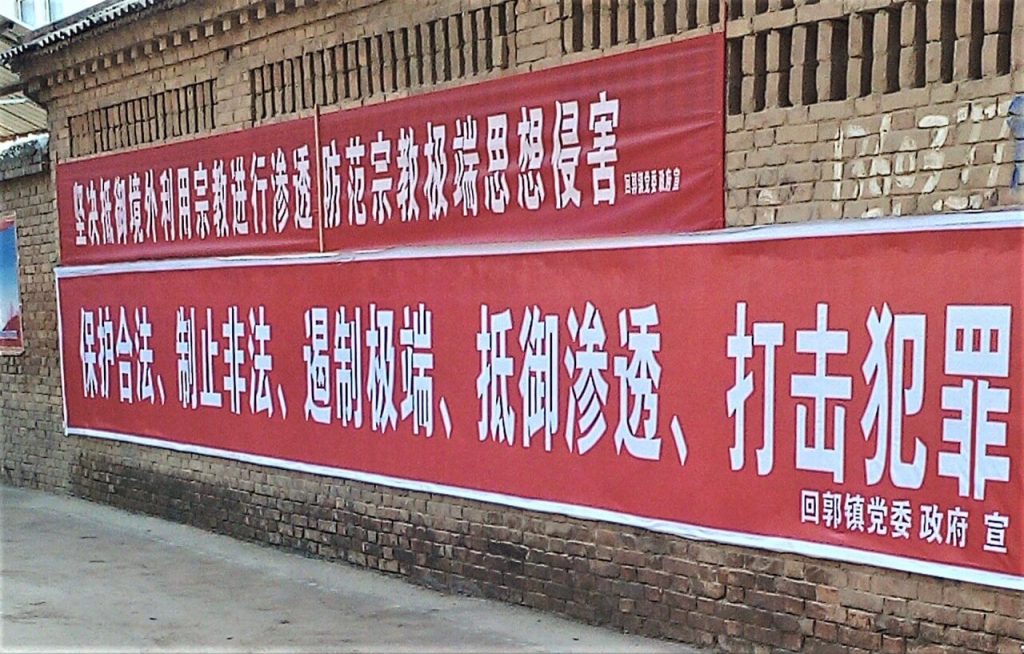 坚决抵御境外利用宗教进行渗透 防范宗教极端思想侵害
回郭镇党委 政府 宣
保护合法、制止非法、遏制极端、抵御渗透、打击犯罪
回郭镇党委 政府 宣